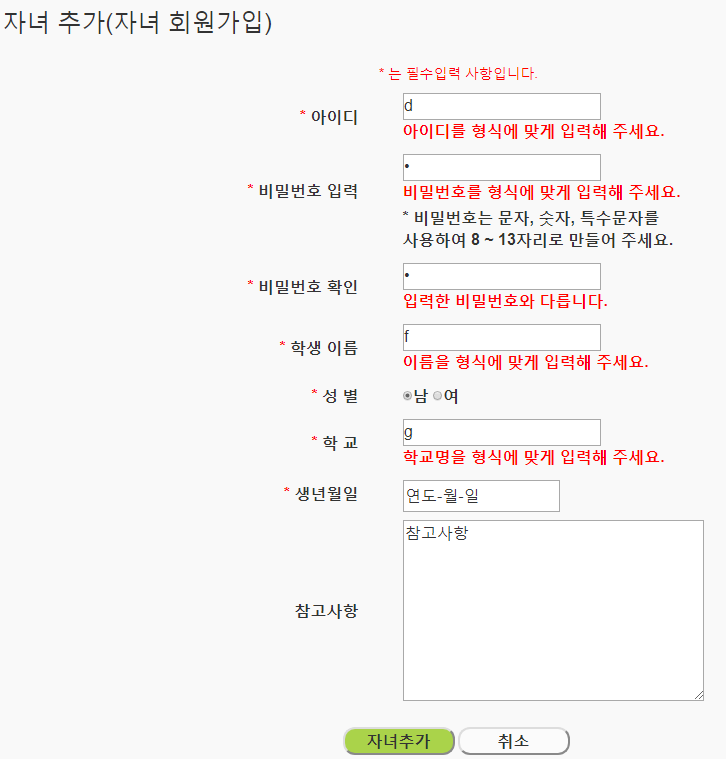 자녀 추가(자녀 회원가입)
* 는 필수입력 사항입니다.
* 아이디
d
아이디를 형식에 맞게 입력해 주세요.
* 비밀번호 입력
•
비밀번호를 형식에 맞게 입력해 주세요.
* 비밀번호는 문자, 숫자, 특수문자를
사용하여 8 ~ 13자리로 만들어 주세요.
* 비밀번호 확인
•
입력한 비밀번호와 다릅니다.
* 학생 이름
f
이름을 형식에 맞게 입력해 주세요.
* 성 별
남 여
* 학 교
g
학교명을 형식에 맞게 입력해 주세요.
* 생년월일
연도-월-일
참고사항
참고사항
자녀추가 취소